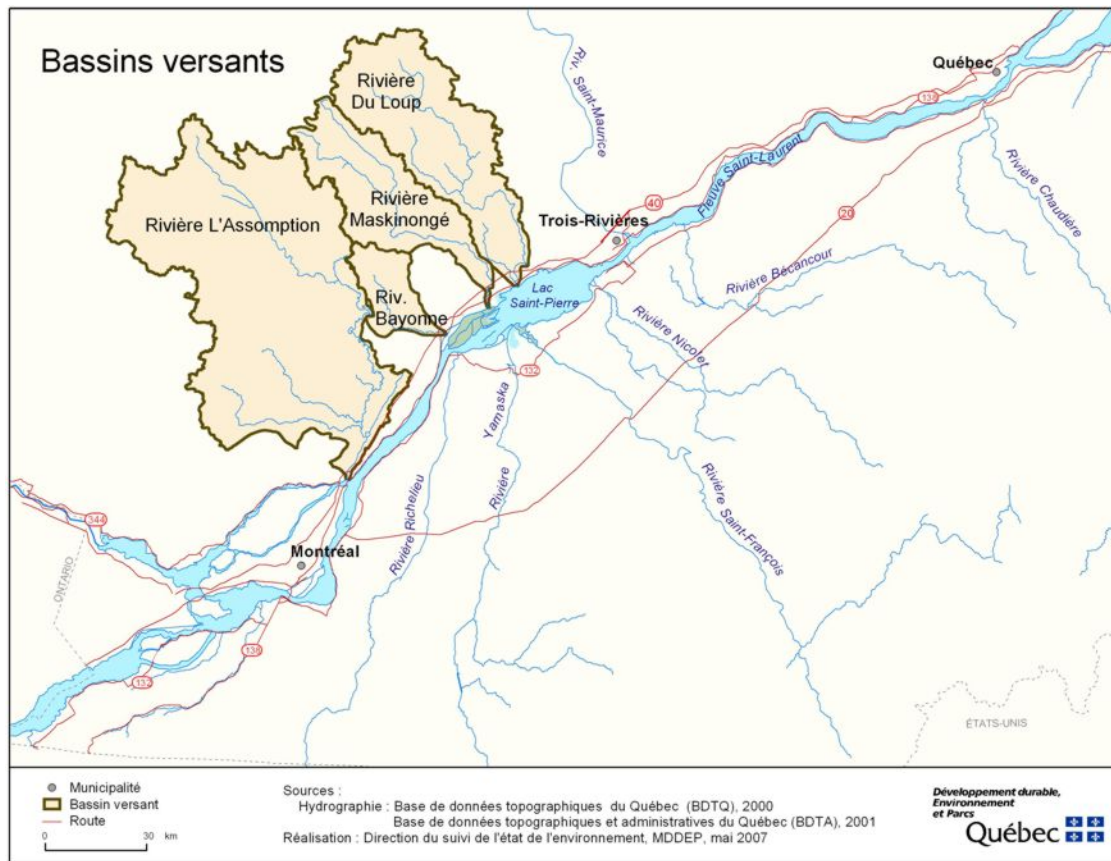 Bassins versants
Rivière
Du Loup
Riv. Saint-Maurice
Québec
138
Rivière
Maskinongé
Fleuve Saint-Laurent
Rivière Chaudière
Rivière L'Assomption
40
20
Trois-Rivières
Rivière Bécancour
Riv.
Bayonne
Lac
Saint-Pierre
Rivière Nicolet
132
Rivière Yamaska
Rivière Richelieu
Rivière Saint-François
344
Montréal
ONTARIO
138
132
ÉTATS-UNIS
Municipalité
Bassin versant
Route
0 30 km
Sources :
Hydrographie : Base de données topographiques du Québec (BDTQ), 2000
Base de données topographiques et administratives du Québec (BDTA), 2001
Réalisation : Direction du suivi de l'état de l'environnement, MDDEP, mai 2007
Développement durable,
Environnement
et Parcs
Québec